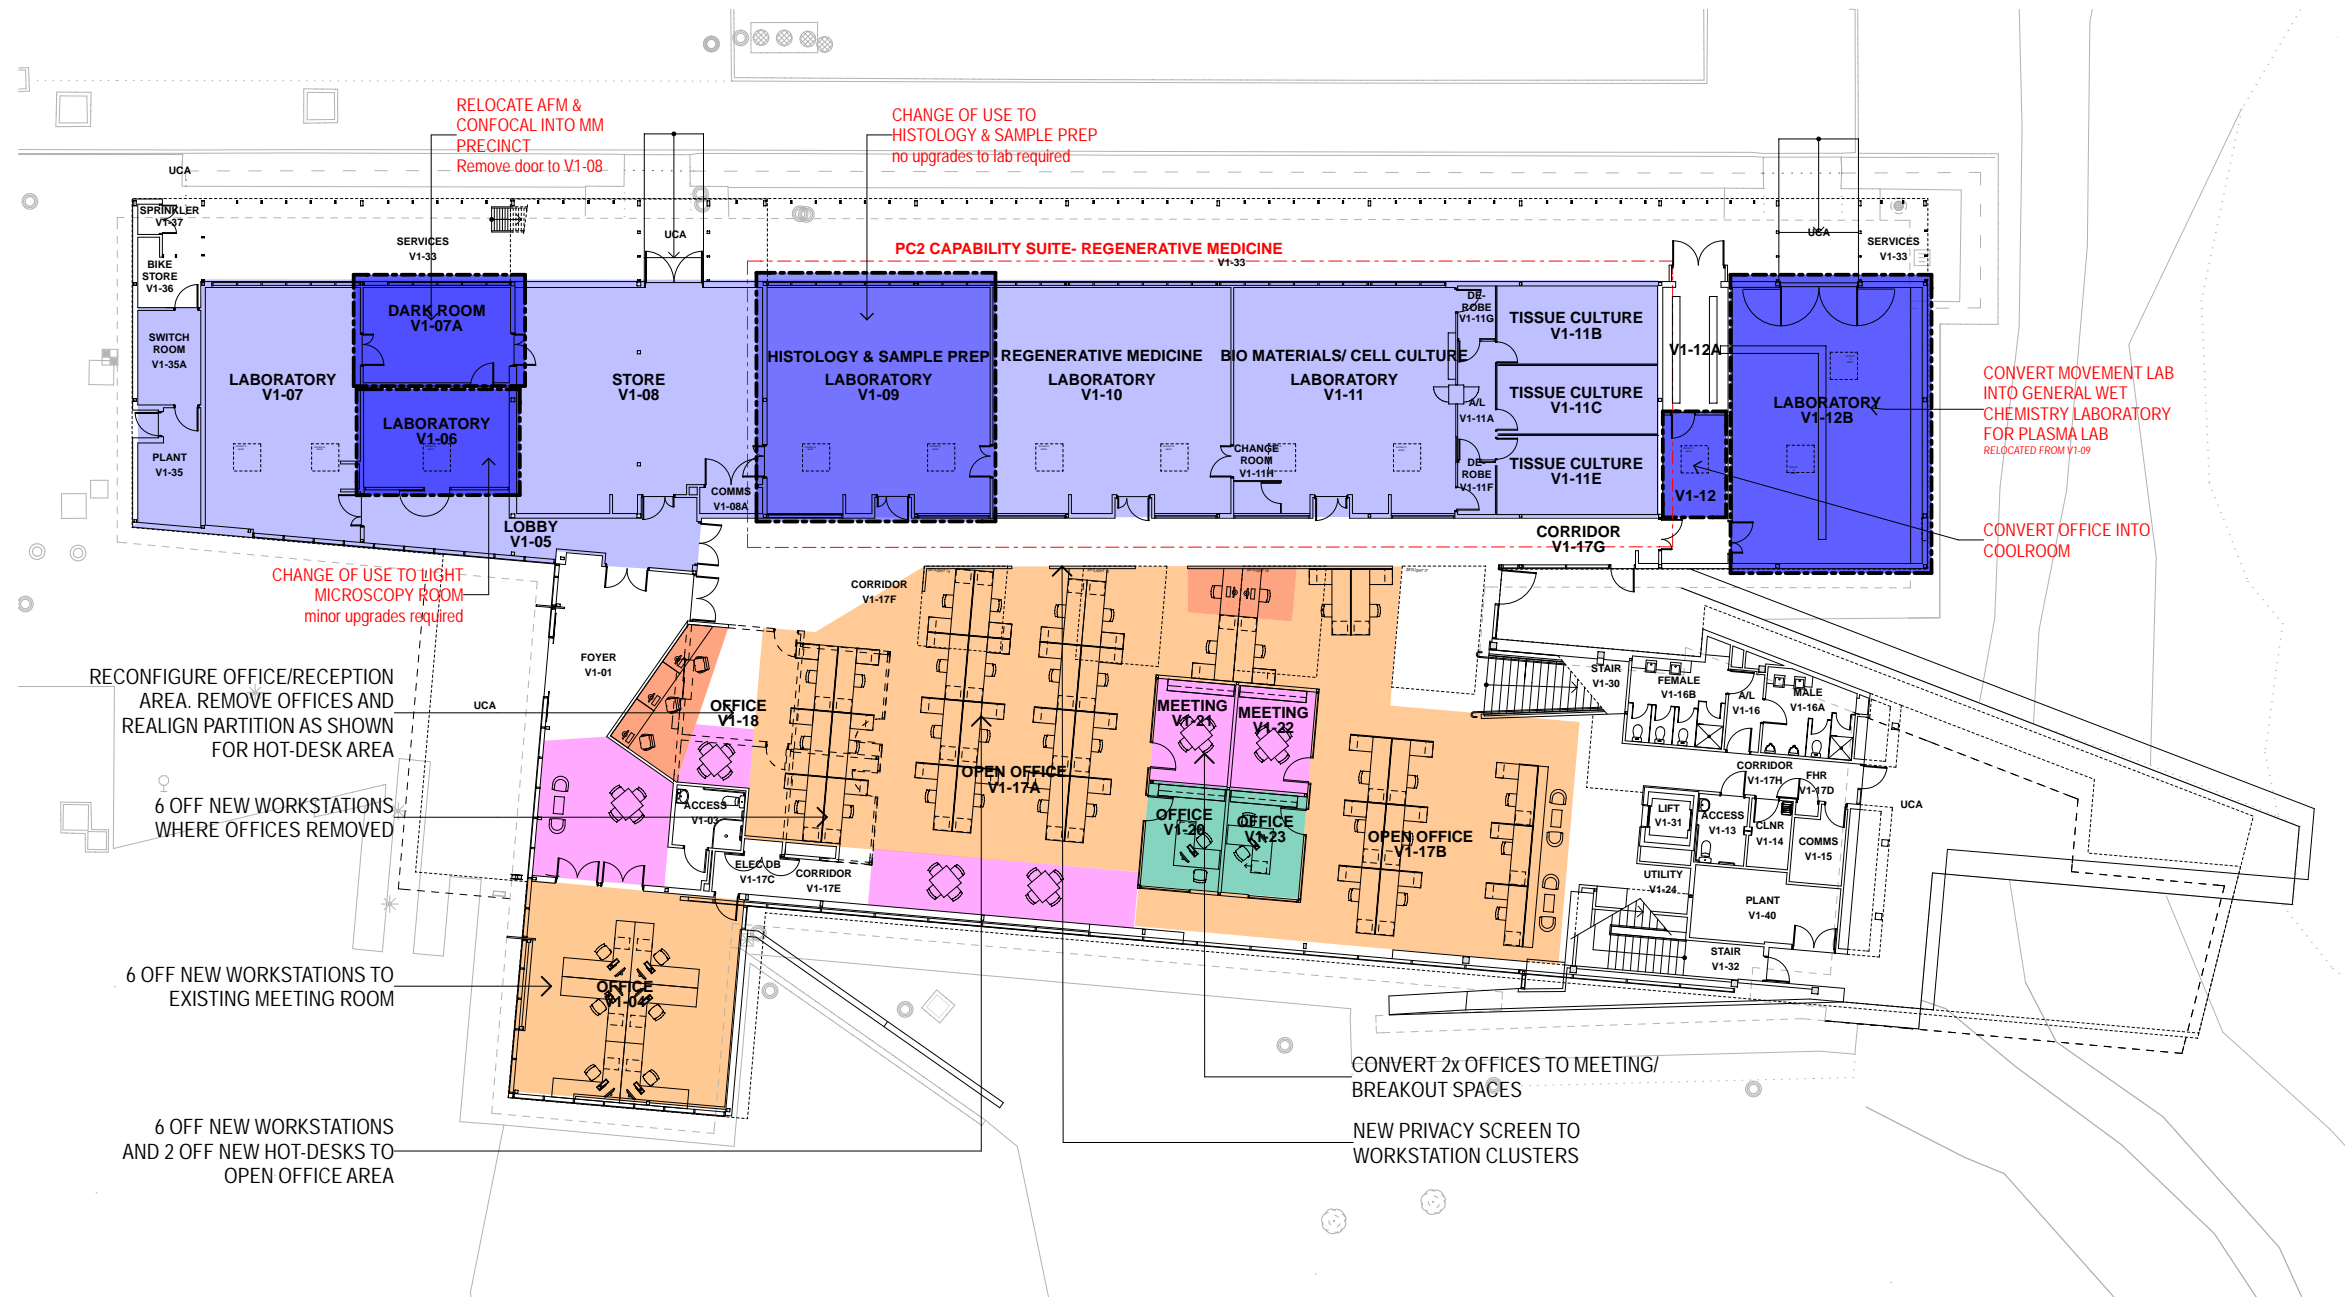 RELOCATE AFM &
CONFOCAL INTO MM
PRECINCT
Remove door to V1-08
CHANGE OF USE TO
HISTOLOGY & SAMPLE PREP
no upgrades to lab required
UCA
SPRINKLER
V1-37
SERVICES
V1-33
UCA
PC2 CAPABILITY SUITE- REGENERATIVE MEDICINE
V1-33
UCA
SERVICES
V1-33
BIKE
STORE
V1-36
SWITCH
ROOM
V1-35A
PLANT
V1-35
LABORATORY
V1-07
DARK ROOM
V1-07A
LABORATORY
V1-06
STORE
V1-08
COMMS
V1-08A
LOBBY
V1-05
HISTOLOGY & SAMPLE PREP
LABORATORY
V1-09
REGENERATIVE MEDICINE
LABORATORY
V1-10
BIO MATERIALS/ CELL CULTURE
LABORATORY
V1-11
CHANGE
ROOM
V1-11H
DE-
ROBE
V1-11G
A/L
V1-11A
DE-
ROBE
V1-11F
TISSUE CULTURE
V1-11B
TISSUE CULTURE
V1-11C
TISSUE CULTURE
V1-11E
V1-12A
V1-12
LABORATORY
V1-12B
CONVERT MOVEMENT LAB
INTO GENERAL WET
CHEMISTRY LABORATORY
FOR PLASMA LAB
RELOCATED FROM V1-09
CONVERT OFFICE INTO
COOLROOM
CORRIDOR
V1-17G
CHANGE OF USE TO LIGHT
MICROSCOPY ROOM
minor upgrades required
CORRIDOR
V1-17F
FOYER
V1-01
RECONFIGURE OFFICE/RECEPTION
AREA. REMOVE OFFICES AND
REALIGN PARTITION AS SHOWN
FOR HOT-DESK AREA
UCA
OFFICE
V1-18
6 OFF NEW WORKSTATIONS
WHERE OFFICES REMOVED
ACCESS
V1-03
ELEC DB
V1-17C
CORRIDOR
V1-17E
OPEN OFFICE
V1-17A
MEETING
V1-21
MEETING
V1-22
OFFICE
V1-20
OFFICE
V1-23
OPEN OFFICE
V1-17B
STAIR
V1-30
FEMALE
V1-16B
A/L
V1-16
MALE
V1-16A
CORRIDOR
V1-17H
FHR
V1-17D
LIFT
V1-31
ACCESS
V1-13
CLNR
V1-14
COMMS
V1-15
UCA
UTILITY
V1-24
PLANT
V1-40
STAIR
V1-32
6 OFF NEW WORKSTATIONS TO
EXISTING MEETING ROOM
OFFICE
V1-04
6 OFF NEW WORKSTATIONS
AND 2 OFF NEW HOT-DESKS TO
OPEN OFFICE AREA
CONVERT 2x OFFICES TO MEETING/
BREAKOUT SPACES
NEW PRIVACY SCREEN TO
WORKSTATION CLUSTERS